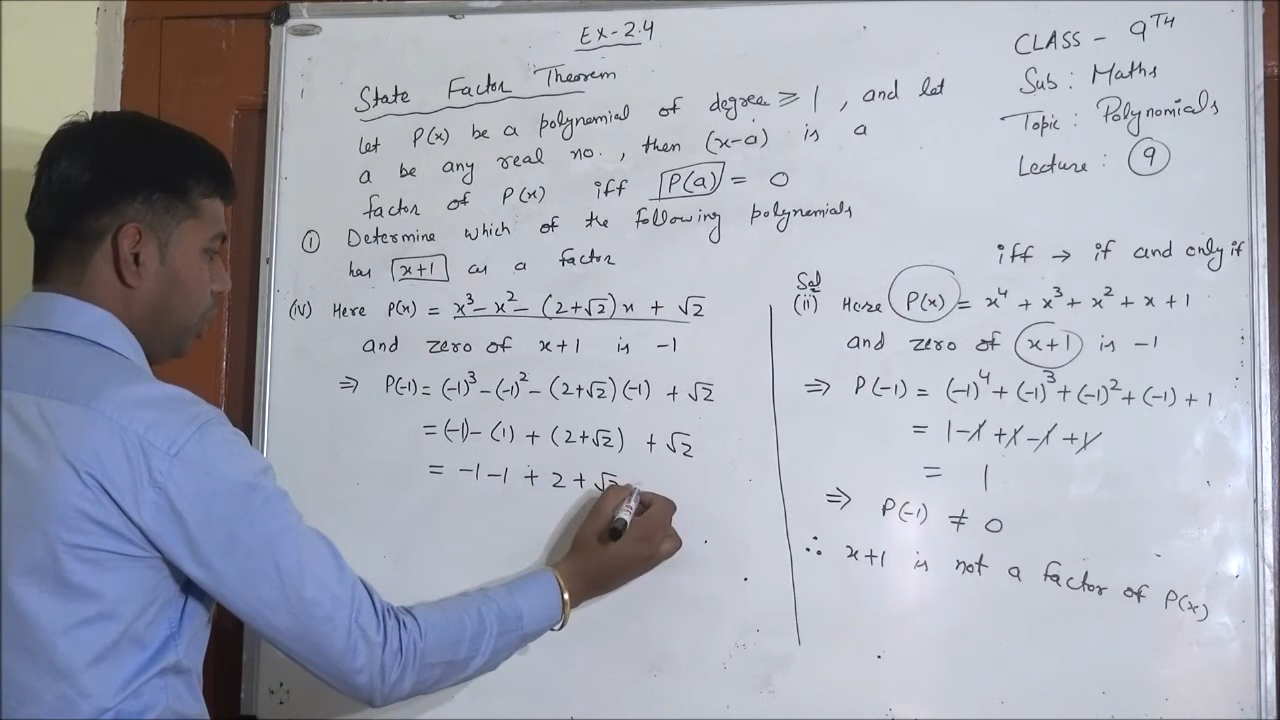 Ex-2.4
CLASS - 9TH
Sub : Maths
Topic : Polynomials
Lecture : 9
State Factor Theorem
let P(x) be a polynemial of degree ≥ 1 , and let
a be any real no. , then (x-a) is a
factor of P(x) iff P(a) = 0
① Determine which of the following polynemials
has x+1 as a factor
iff → if and only if
(iv) Here P(x) = x³ - x² - (2+√2)x + √2
and zero of x+1 is -1
⇒ P(-1) = (-1)³ - (-1)² - (2+√2)(-1) + √2
= (-1) - (1) + (2+√2) + √2
= -1 -1 + 2 + √2
Sol
(ii) Here P(x) = x⁴ + x³ + x² + x + 1
and zero of x+1 is -1
⇒ P(-1) = (-1)⁴ + (-1)³ + (-1)² + (-1) + 1
= 1 - 1 + 1 - 1 + 1
= 1
⇒ P(-1) ≠ 0
∴ x+1 is not a factor of P(x)